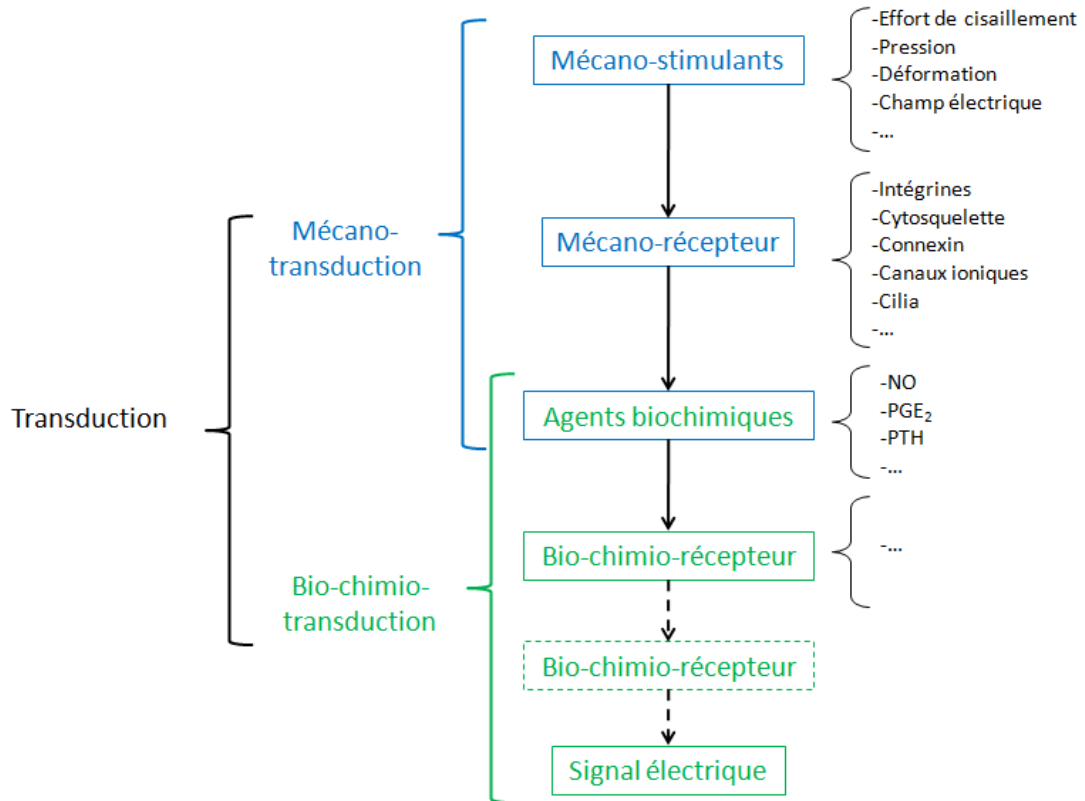 Mécano-stimulants
-Effort de cisaillement
-Pression
-Déformation
-Champ électrique
-...
Mécano-
transduction
Mécano-récepteur
-Intégrines
-Cytosquelette
-Connexin
-Canaux ioniques
-Cilia
-...
Transduction
Agents biochimiques
-NO
-PGE₂
-PTH
-...
Bio-chimio-
transduction
Bio-chimio-récepteur
-...
Bio-chimio-récepteur
Signal électrique